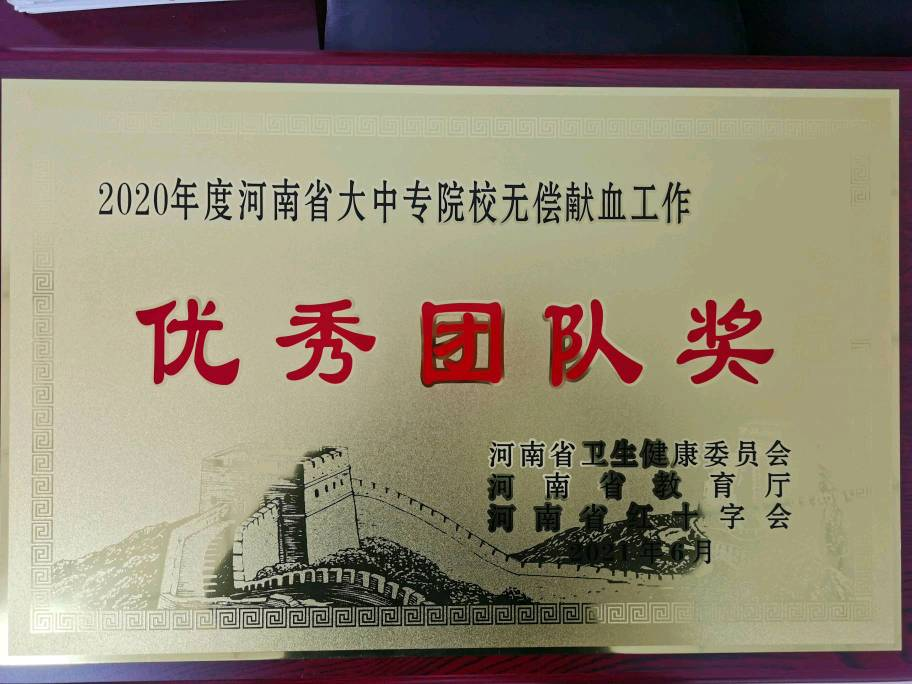 2020年度河南省大中专院校无偿献血工作
优秀团队奖
河南省卫生健康委员会
河南省教育厅
河南省红十字会
2021年6月